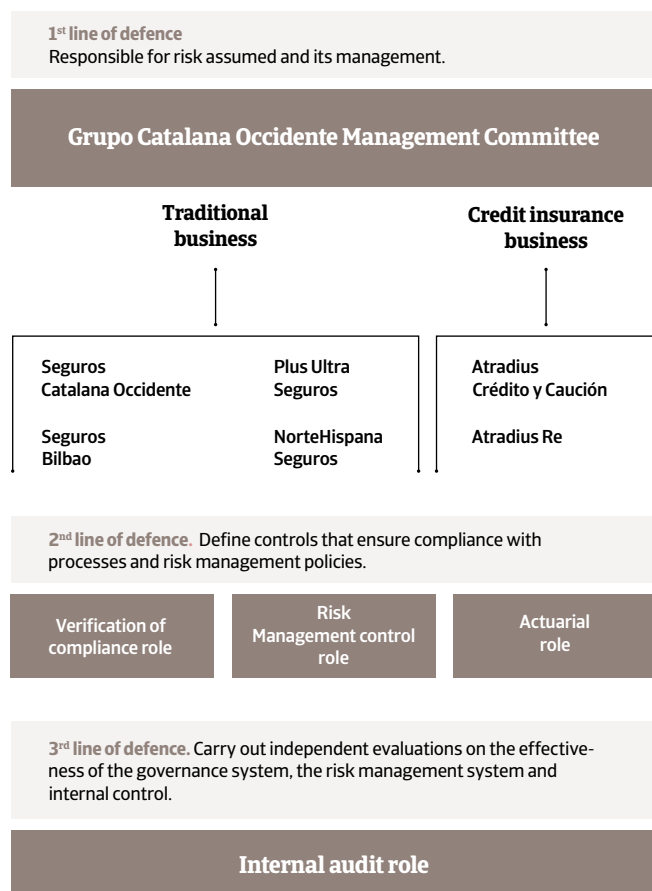 1st line of defence
Responsible for risk assumed and its management.
Grupo Catalana Occidente Management Committee
Traditional
business
Credit insurance
business
Seguros
Catalana Occidente
Plus Ultra
Seguros
Seguros
Bilbao
NorteHispana
Seguros
Atradius
Crédito y Caución
Atradius Re
2nd line of defence. Define controls that ensure compliance with
processes and risk management policies.
Verification of
compliance role
Risk
Management control
role
Actuarial
role
3rd line of defence. Carry out independent evaluations on the effective-
ness of the governance system, the risk management system and
internal control.
Internal audit role